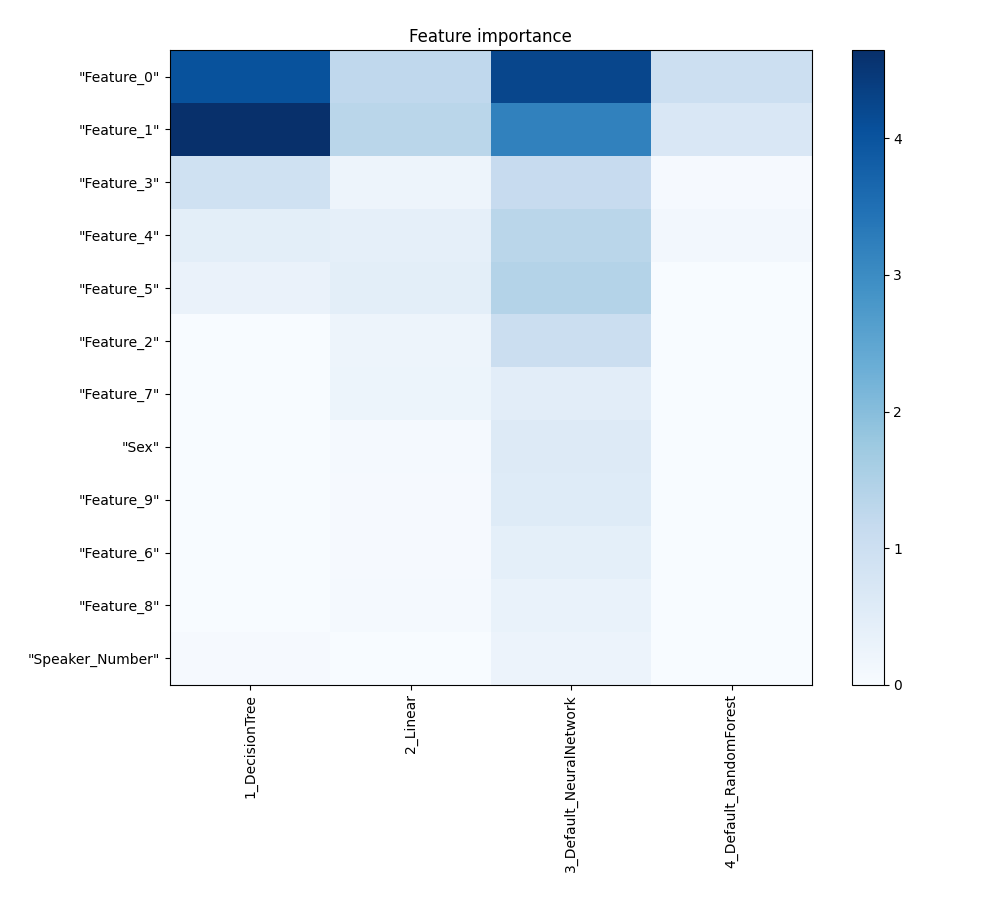 Feature importance
"Feature_0"
"Feature_1"
"Feature_3"
"Feature_4"
"Feature_5"
"Feature_2"
"Feature_7"
"Sex"
"Feature_9"
"Feature_6"
"Feature_8"
"Speaker_Number"
1_DecisionTree
2_Linear
3_Default_NeuralNetwork
4_Default_RandomForest
4
3
2
1
0